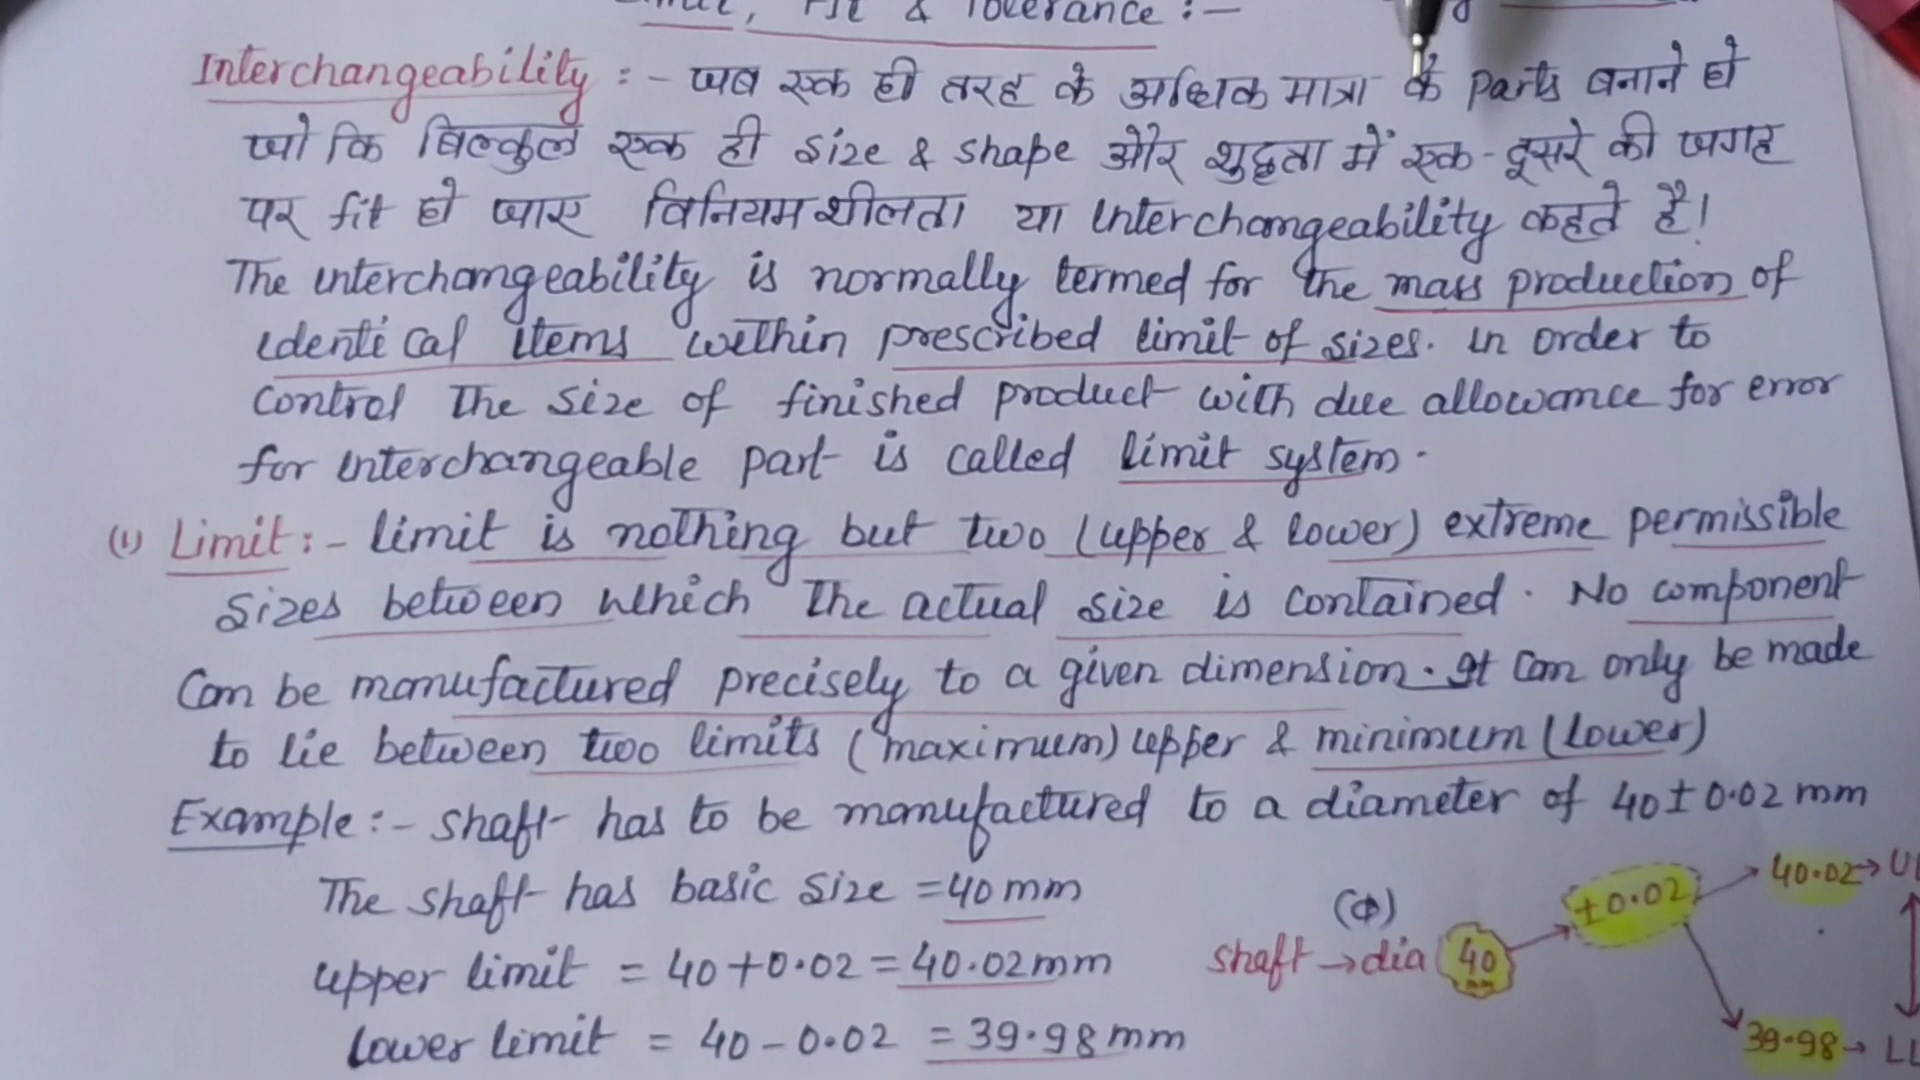 Fit & Tolerance :-
Interchangeability :- जब एक ही तरह के अधिक मात्रा के Parts बनाने हो
जो कि बिल्कुल एक ही size & shape और शुद्धता में एक-दूसरे की जगह
पर fit हो जाए विनियमशीलता या Interchangeability कहते है।
The interchangeability is normally termed for the mass production of
identical items within prescribed limit of sizes. in order to
control the size of finished product with due allowance for error
for interchangeable part is called limit system.
(1) Limit :- limit is nothing but two (upper & lower) extreme permissible
sizes between which the actual size is contained. No component
Can be manufactured precisely to a given dimension. It can only be made
to lie between two limits (maximum) upper & minimum (lower)
Example :- shaft has to be manufactured to a diameter of 40±0.02 mm
The shaft has basic size = 40 mm
upper limit = 40+0.02 = 40.02 mm
lower limit = 40-0.02 = 39.98 mm
(Φ)
shaft → dia 40 mm
±0.02
40.02 →
39.98 →